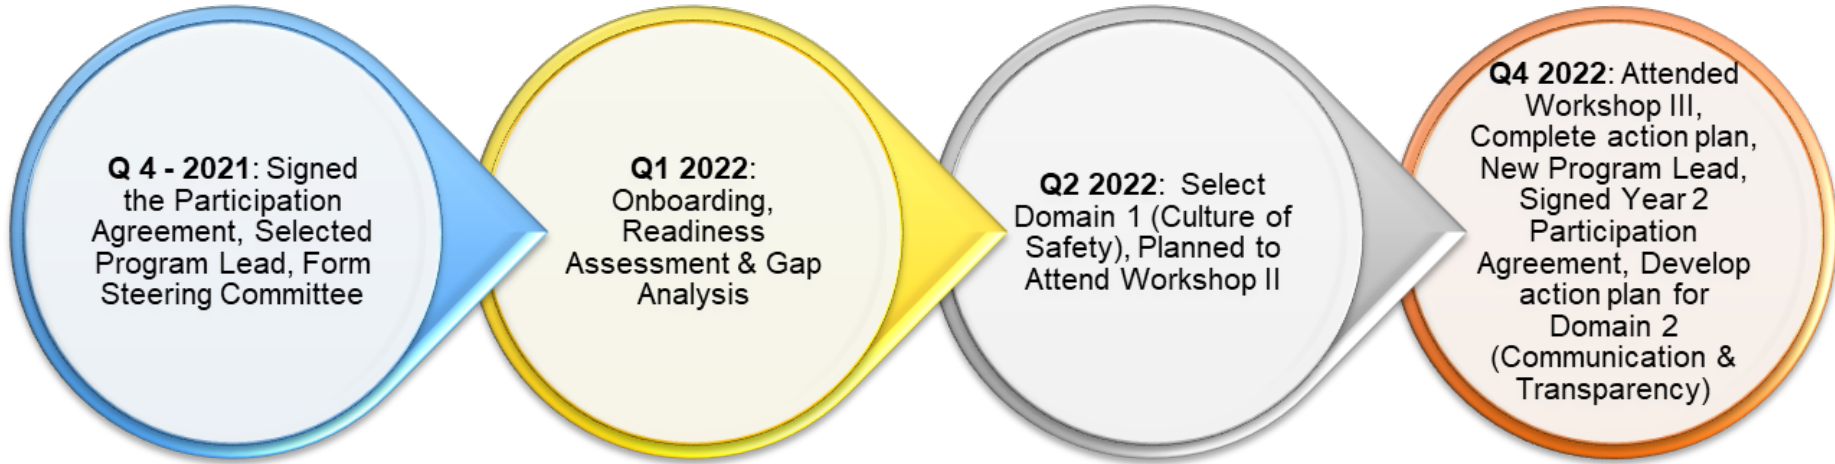 Q 4 - 2021: Signed
the Participation
Agreement, Selected
Program Lead, Form
Steering Committee
Q1 2022:
Onboarding,
Readiness
Assessment & Gap
Analysis
Q2 2022:  Select
Domain 1 (Culture of
Safety), Planned to
Attend Workshop II
Q4 2022: Attended
Workshop III,
Complete action plan,
New Program Lead,
Signed Year 2
Participation
Agreement, Develop
action plan for
Domain 2
(Communication &
Transparency)